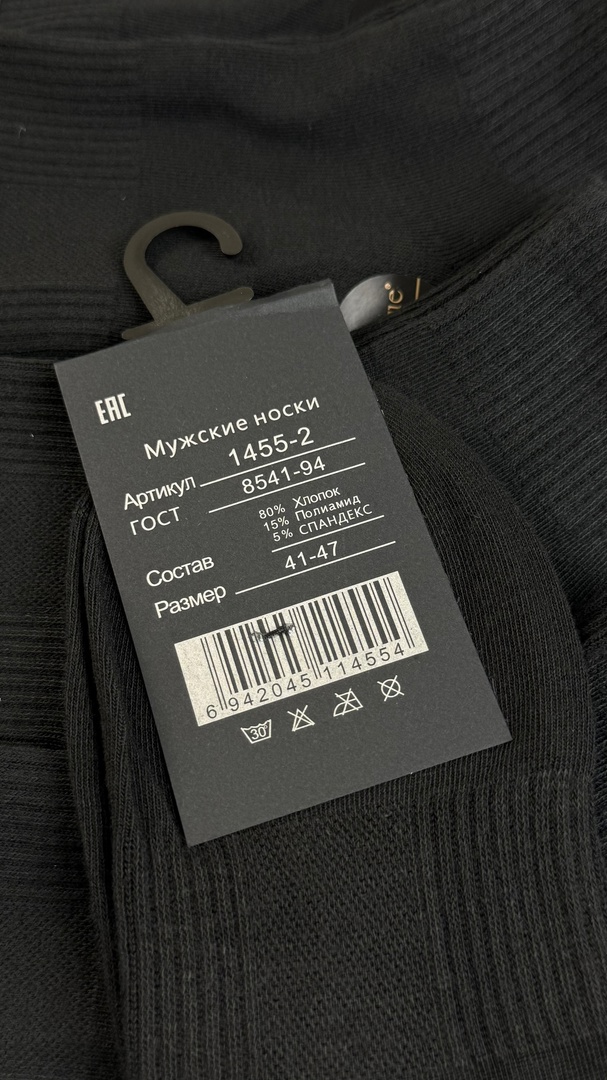 EAC
Мужские носки
Артикул 1455-2
ГОСТ 8541-94
Состав 80% Хлопок
15% Полиамид
5% СПАНДЕКС
Размер 41-47
6 942045 114554
30°